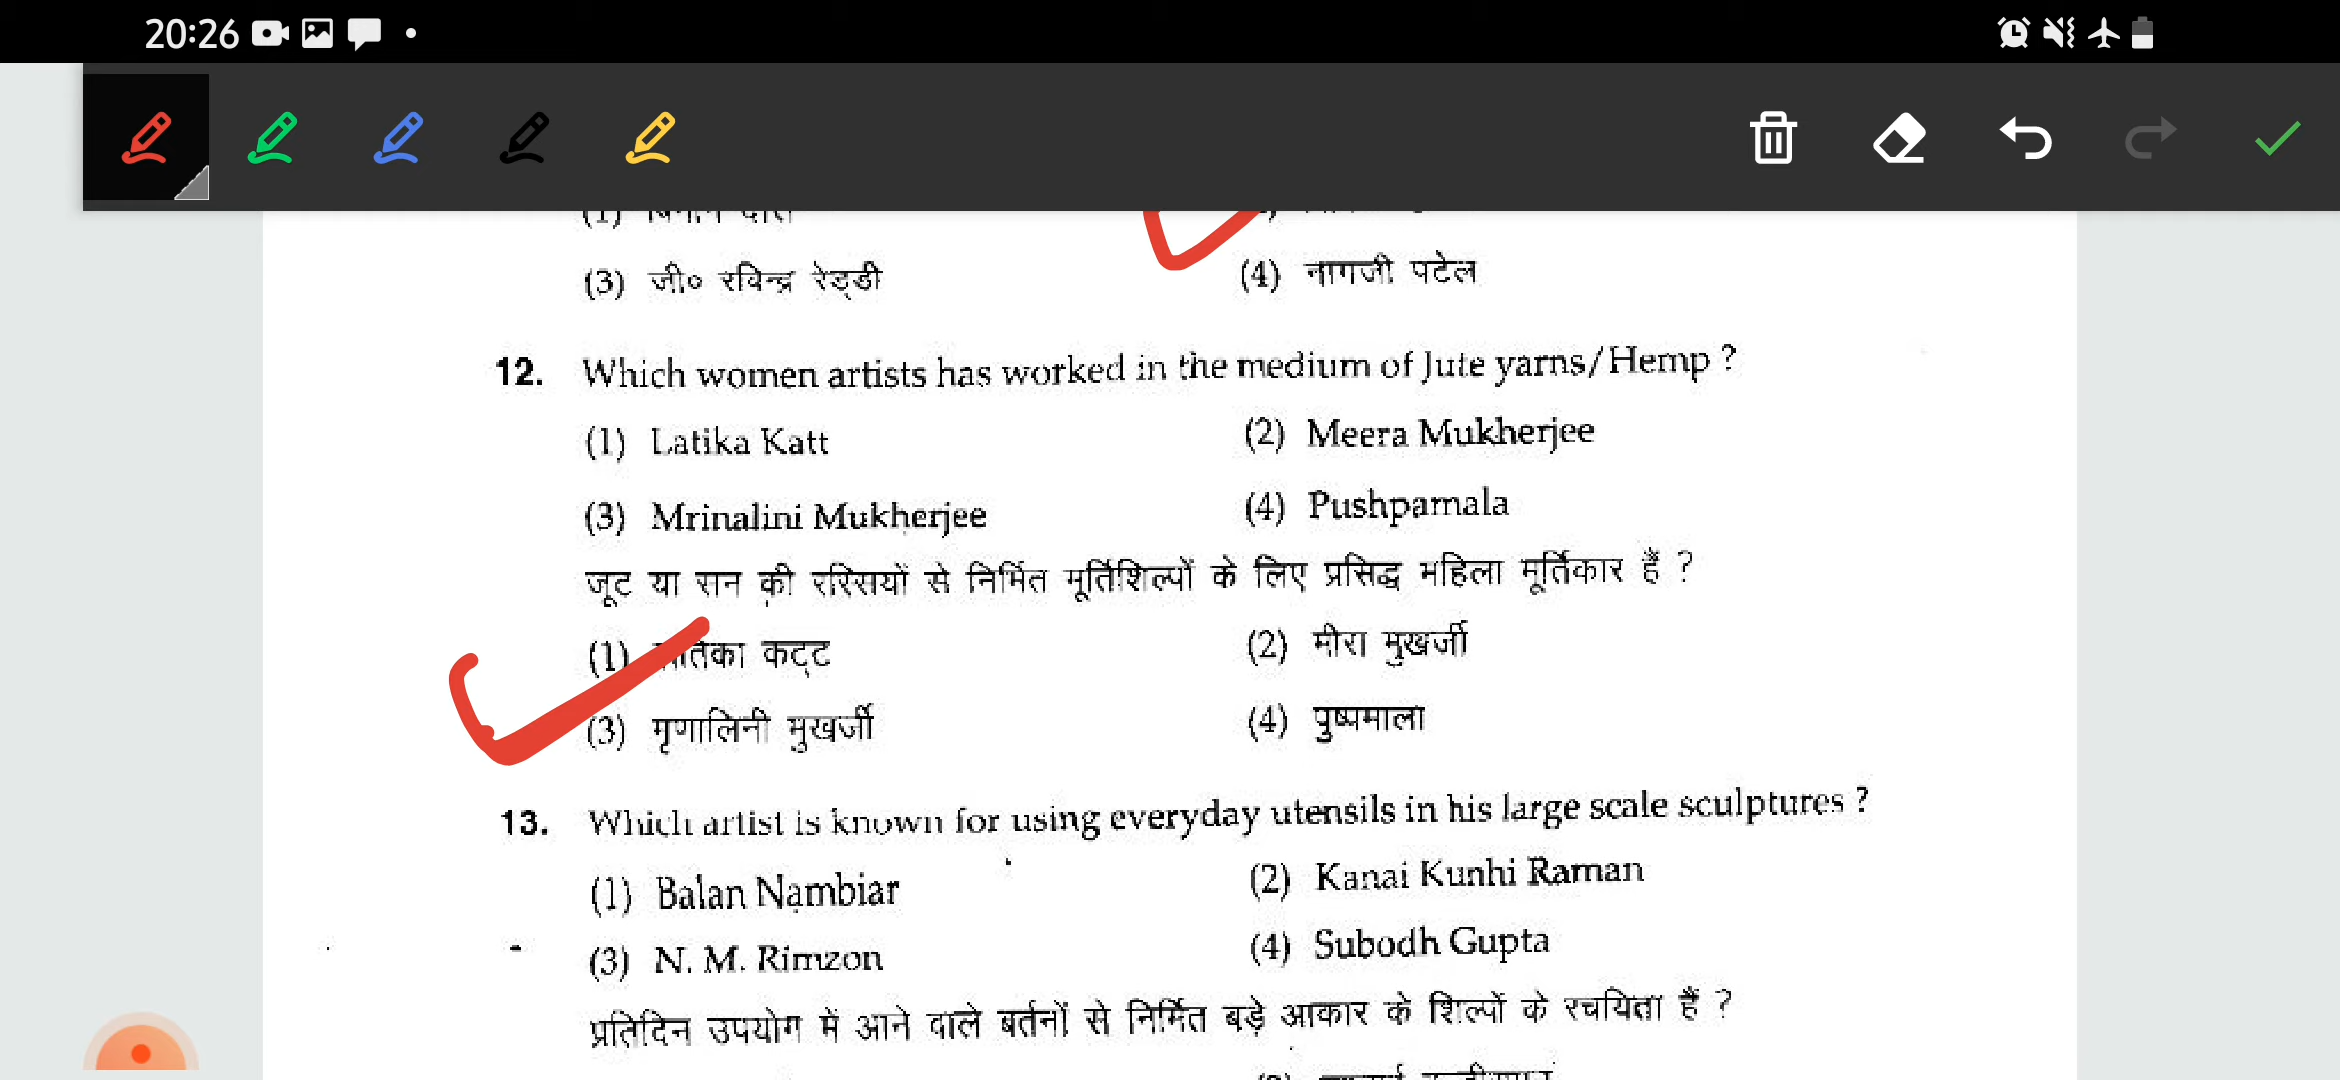 20:26
(3) जी० रविन्द्र रेड्डी
(4) नागजी पटेल
12. Which women artists has worked in the medium of Jute yarns/Hemp ?
(1) Latika Katt
(2) Meera Mukherjee
(3) Mrinalini Mukherjee
(4) Pushpamala
जूट या सन की रस्सियों से निर्मित मूर्तिशिल्पों के लिए प्रसिद्ध महिला मूर्तिकार हैं ?
(1) कट्ट
(2) मीरा मुखर्जी
(3) मृणालिनी मुखर्जी
(4) पुष्पमाला
13. Which artist is known for using everyday utensils in his large scale sculptures ?
(1) Balan Nambiar
(2) Kanai Kunhi Raman
(3) N. M. Rimzon
(4) Subodh Gupta
प्रतिदिन उपयोग में आने वाले बर्तनों से निर्मित बड़े आकार के शिल्पों के रचयिता हैं ?